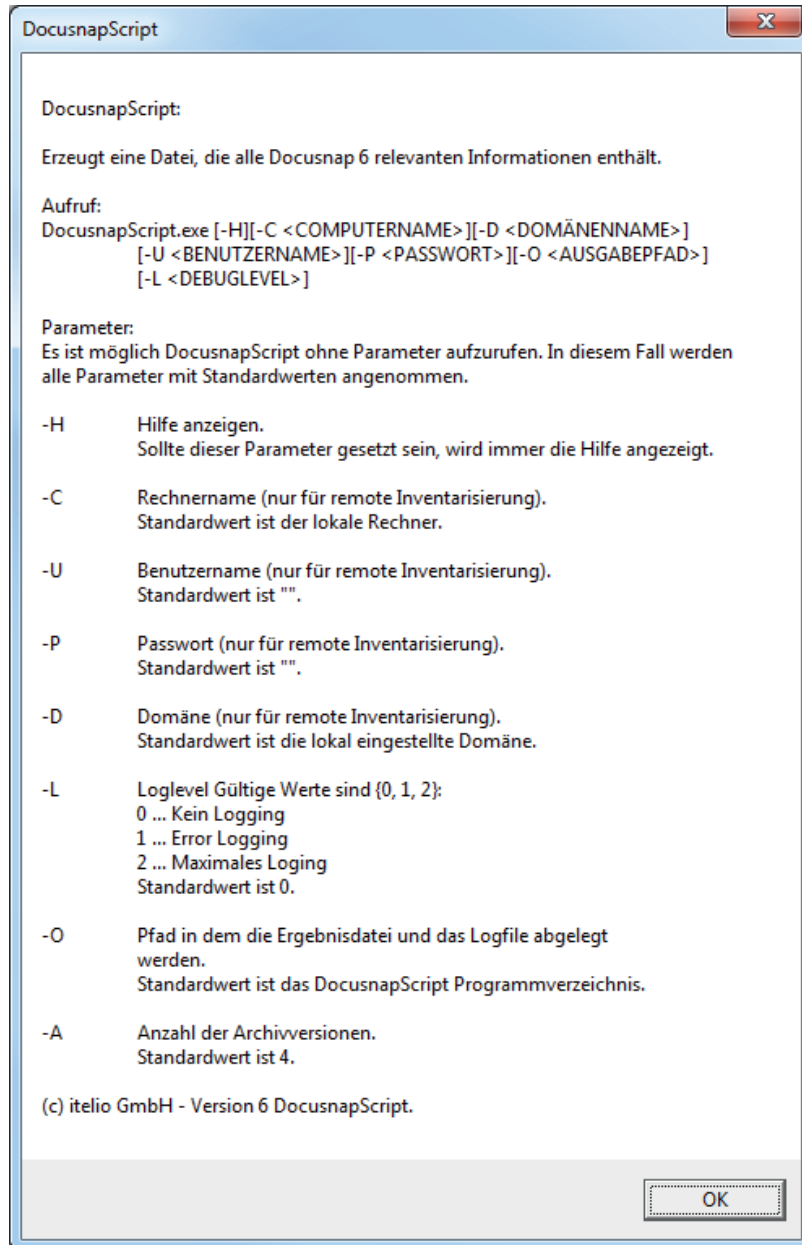 DocusnapScript
DocusnapScript:
Erzeugt eine Datei, die alle Docusnap 6 relevanten Informationen enthält.
Aufruf:
DocusnapScript.exe [-H][-C <COMPUTERNAME>][-D <DOMÄNENNAME>]
[-U <BENUTZERNAME>][-P <PASSWORT>][-O <AUSGABEPFAD>]
[-L <DEBUGLEVEL>]
Parameter:
Es ist möglich DocusnapScript ohne Parameter aufzurufen. In diesem Fall werden
alle Parameter mit Standardwerten angenommen.
-H Hilfe anzeigen.
Sollte dieser Parameter gesetzt sein, wird immer die Hilfe angezeigt.
-C Rechnername (nur für remote Inventarisierung).
Standardwert ist der lokale Rechner.
-U Benutzername (nur für remote Inventarisierung).
Standardwert ist "".
-P Passwort (nur für remote Inventarisierung).
Standardwert ist "".
-D Domäne (nur für remote Inventarisierung).
Standardwert ist die lokal eingestellte Domäne.
-L Loglevel Gültige Werte sind {0, 1, 2}:
0 ... Kein Logging
1 ... Error Logging
2 ... Maximales Loging
Standardwert ist 0.
-O Pfad in dem die Ergebnisdatei und das Logfile abgelegt
werden.
Standardwert ist das DocusnapScript Programmverzeichnis.
-A Anzahl der Archivversionen.
Standardwert ist 4.
(c) itelio GmbH - Version 6 DocusnapScript.
OK